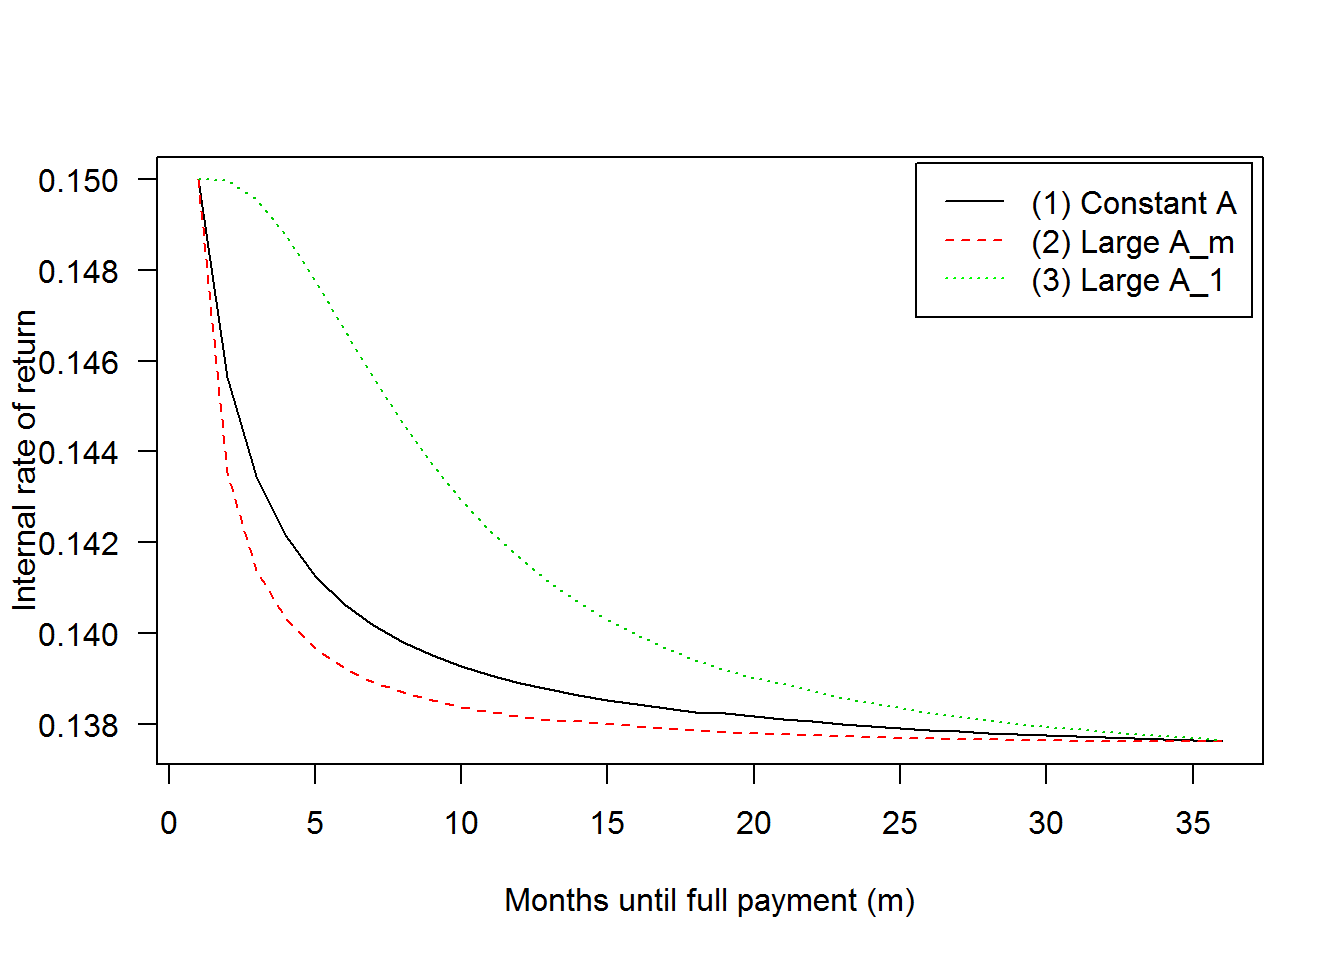 Internal rate of return
0.150
0.148
0.146
0.144
0.142
0.140
0.138
(1) Constant A
(2) Large A_m
(3) Large A_1
0 5 10 15 20 25 30 35
Months until full payment (m)